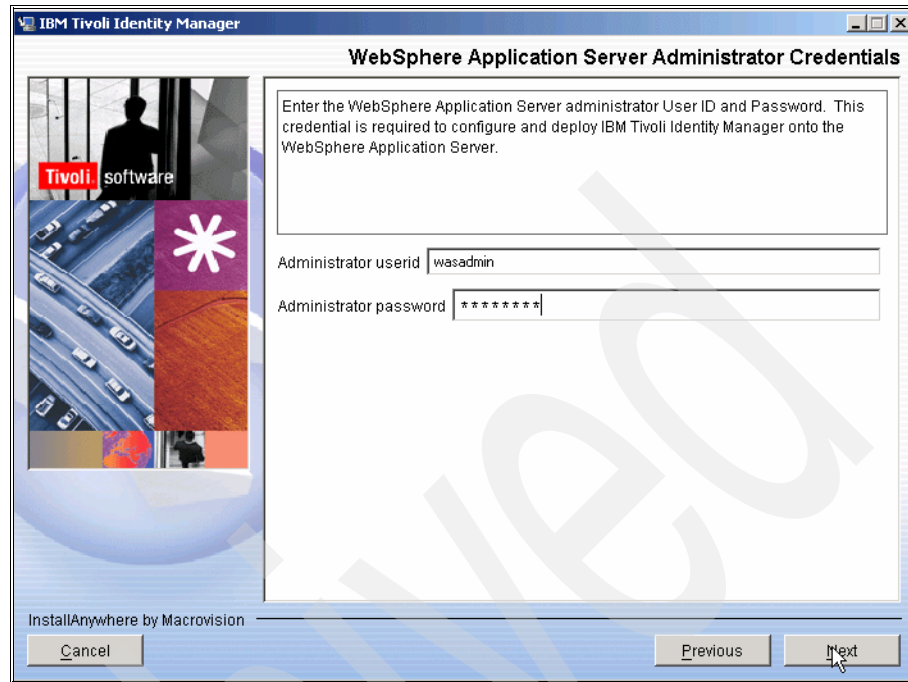 IBM Tivoli Identity Manager
WebSphere Application Server Administrator Credentials
Enter the WebSphere Application Server administrator User ID and Password. This
credential is required to configure and deploy IBM Tivoli Identity Manager onto the
WebSphere Application Server.
Tivoli. software
Administrator userid wasadmin
Administrator password ********
InstallAnywhere by Macrovision
Cancel Previous Next